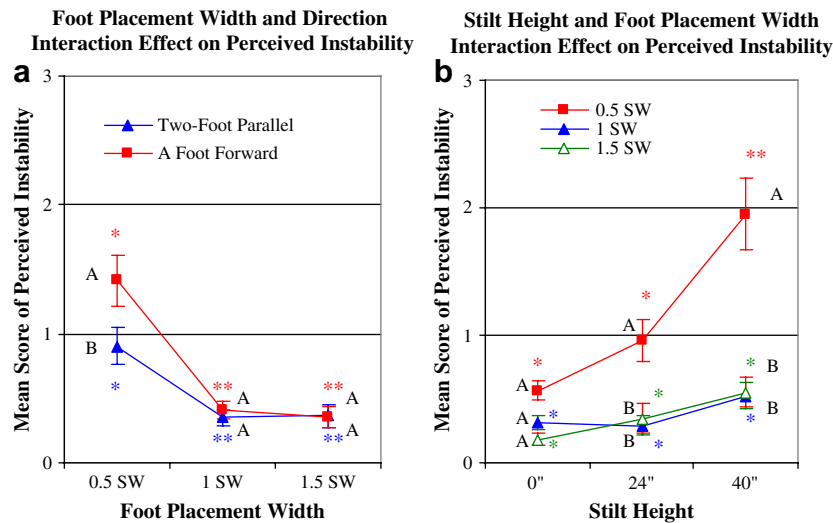 Foot Placement Width and Direction
Interaction Effect on Perceived Instability
a
Mean Score of Perceived Instability
3
2
1
0
Two-Foot Parallel
A Foot Forward
*
A
B
*
** A
A
**
** A
A
**
0.5 SW 1 SW 1.5 SW
Foot Placement Width
Stilt Height and Foot Placement Width
Interaction Effect on Perceived Instability
b
Mean Score of Perceived Instability
3
2
1
0
0.5 SW
1 SW
1.5 SW
**
A
*
A
*
A
A *
A *
B *
B *
* B
B
*
0" 24" 40"
Stilt Height